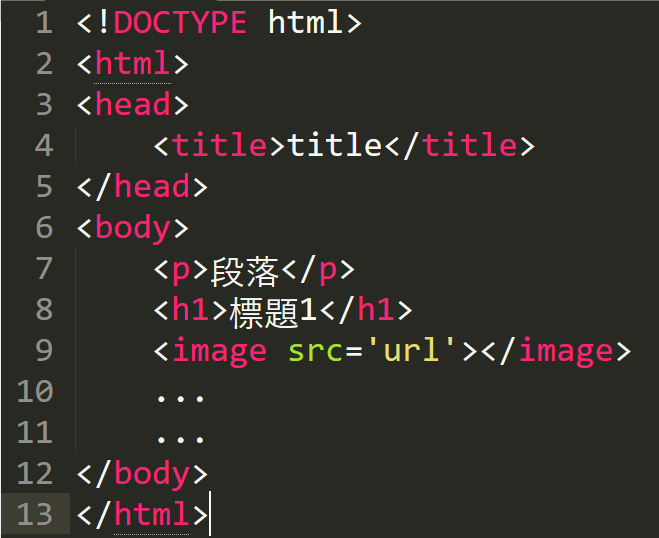 1 <!DOCTYPE html>
2 <html>
3 <head>
4     <title>title</title>
5 </head>
6 <body>
7     <p>段落</p>
8     <h1>標題1</h1>
9     <image src='url'></image>
10     ...
11     ...
12 </body>
13 </html>